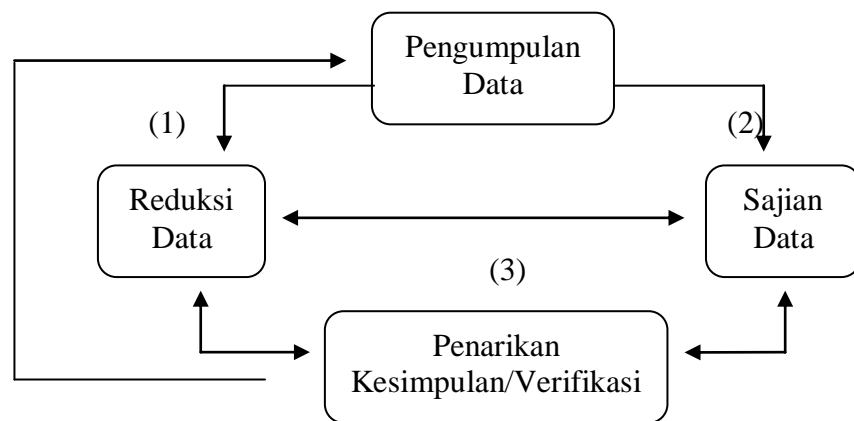 Pengumpulan
Data
(1)
(2)
Reduksi
Data
Sajian
Data
(3)
Penarikan
Kesimpulan/Verifikasi